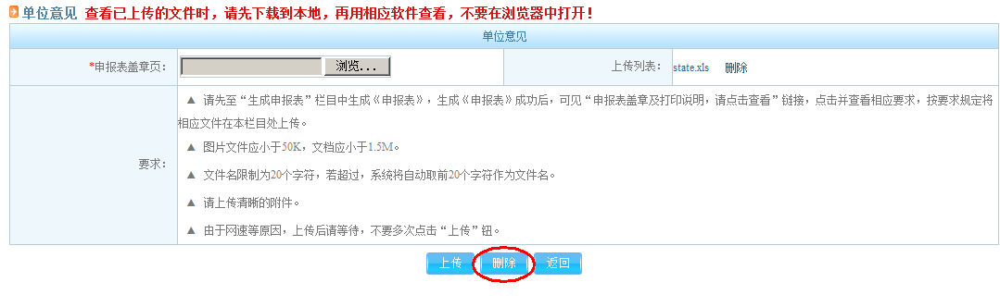 单位意见 查看已上传的文件时，请先下载到本地，再用相应软件查看，不要在浏览器中打开！
单位意见
*申报表盖章页： 浏览... 上传列表： state.xls 删除
▲ 请先至“生成申报表”栏目中生成《申报表》，生成《申报表》成功后，可见“申报表盖章及打印说明，请点击查看”链接，点击并查看相应要求，按要求规定将
相应文件在本栏目处上传。
▲ 图片文件应小于50K，文档应小于1.5M。
要求：
▲ 文件名限制为20个字符，若超过，系统将自动取前20个字符作为文件名。
▲ 请上传清晰的附件。
▲ 由于网速等原因，上传后请等待，不要多次点击“上传”钮。
上传 删除 返回